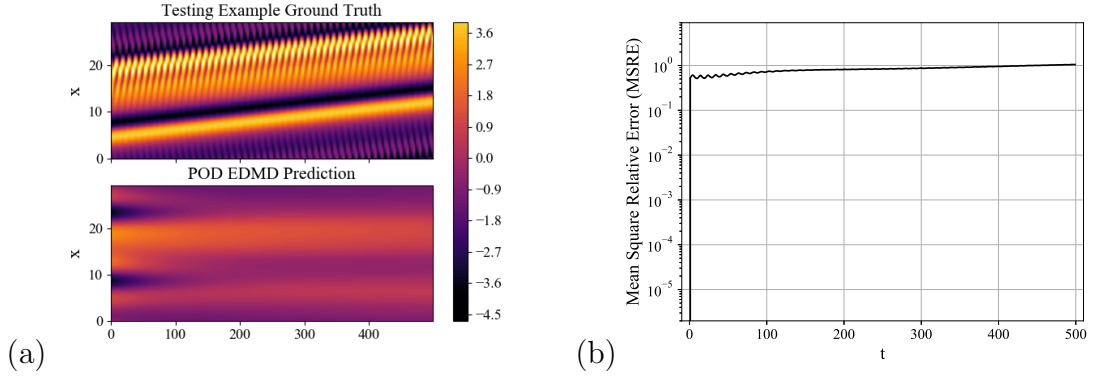 Testing Example Ground Truth
x
20
10
0
POD EDMD Prediction
x
20
10
0
0 100 200 300 400
3.6
2.7
1.8
0.9
0.0
−0.9
−1.8
−2.7
−3.6
−4.5
(a)
Mean Square Relative Error (MSRE)
10^0
10^−1
10^−2
10^−3
10^−4
10^−5
0 100 200 300 400 500
t
(b)